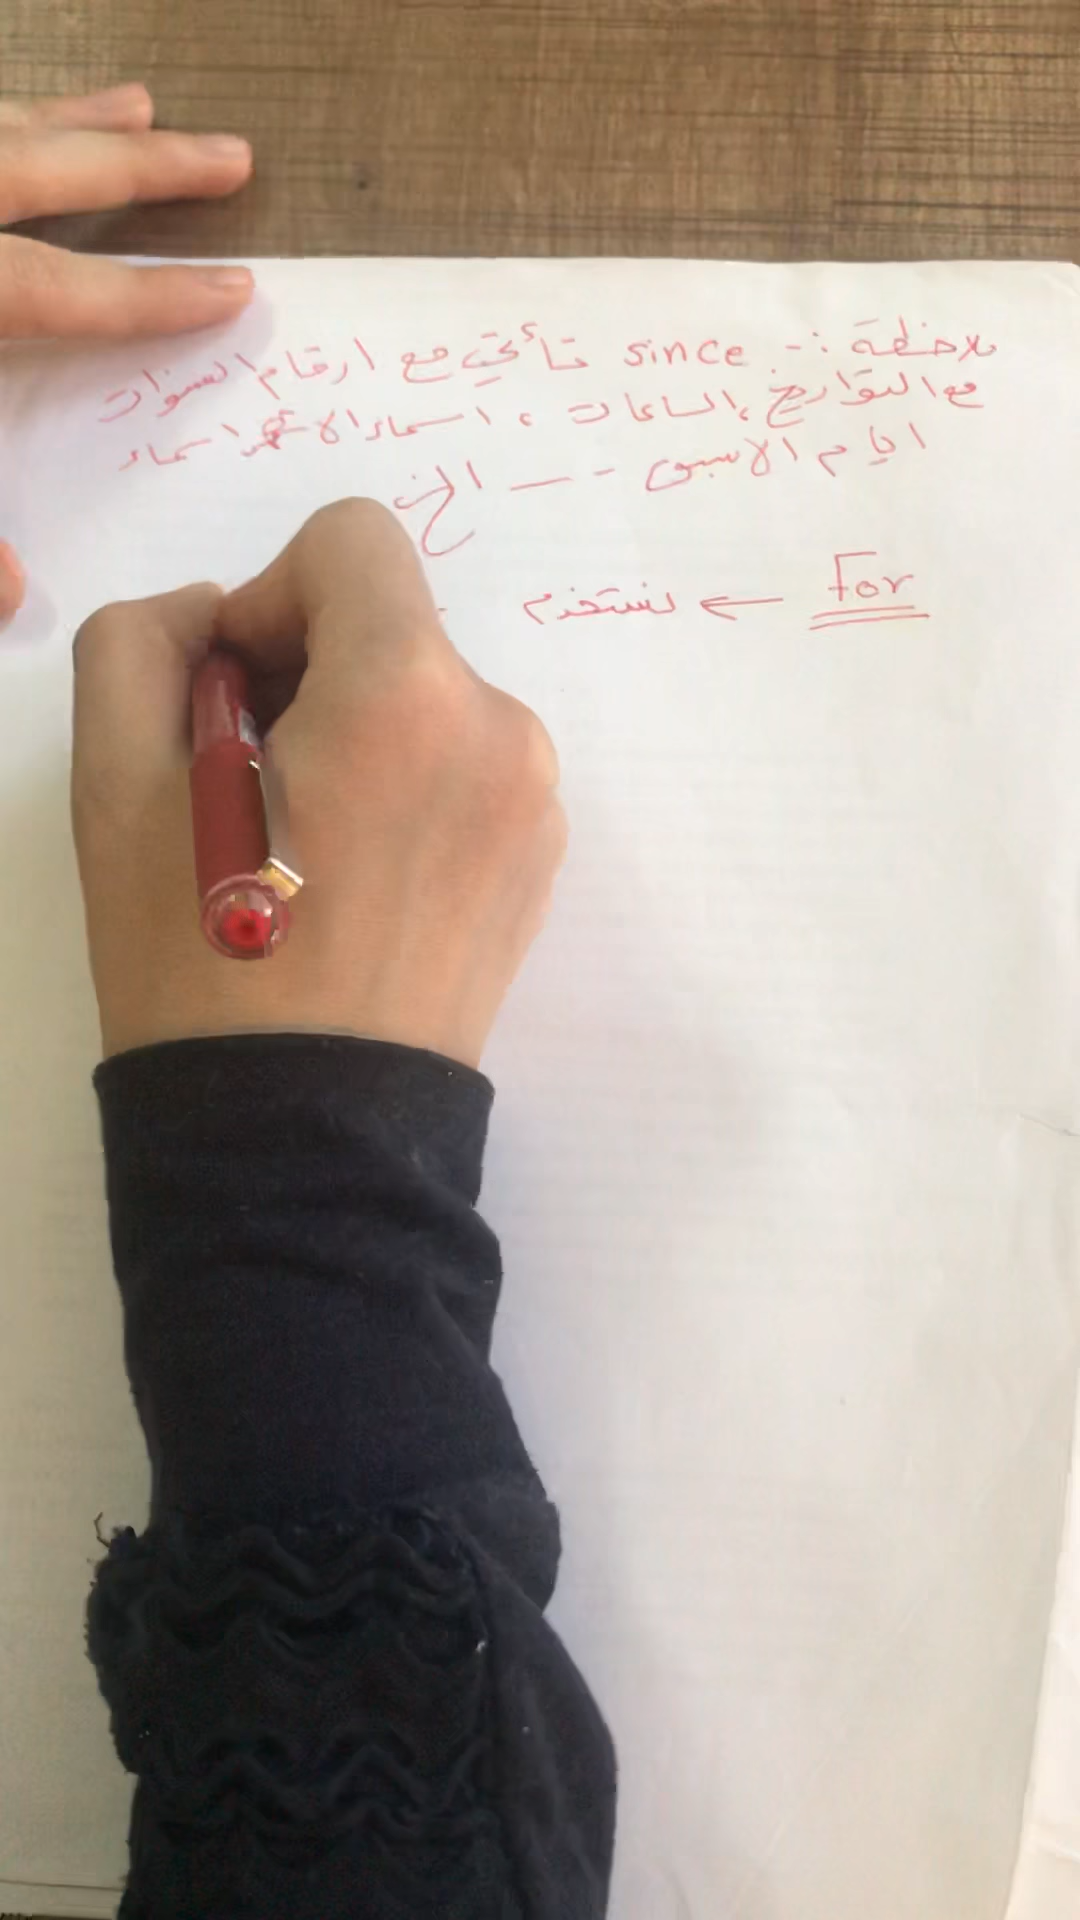 ملاحظة :- since تأتي مع ارقام السنوات
مع التواريخ ، الساعات ، اسماء الاشهر اسماء
ايام الاسبوع - — الخ
For ← نستخدم